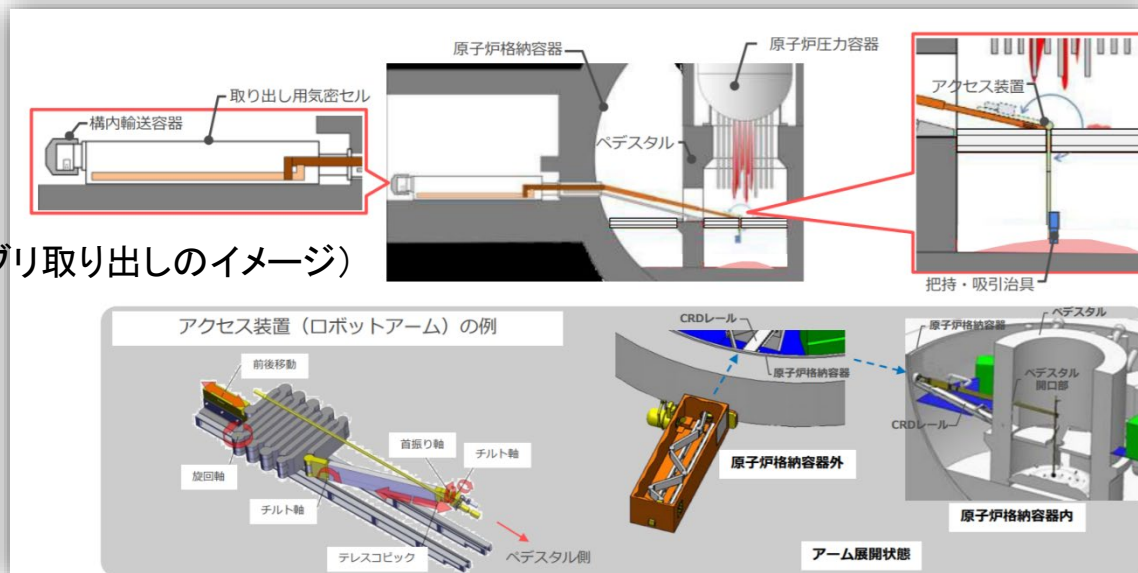 原子炉格納容器
原子炉圧力容器
取り出し用気密セル
構内輸送容器
ペデスタル
アクセス装置
把持・吸引治具
ブリ取り出しのイメージ）
アクセス装置（ロボットアーム）の例
前後移動
旋回軸
チルト軸
テレスコピック
首振り軸
チルト軸
ペデスタル側
CRDレール
原子炉格納容器
原子炉格納容器外
原子炉格納容器
ペデスタル
ペデスタル
開口部
CRDレール
原子炉格納容器内
アーム展開状態